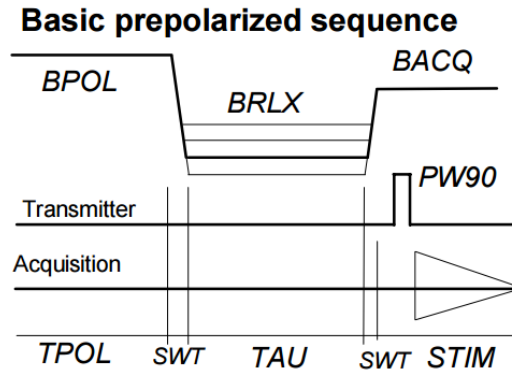 Basic prepolarized sequence
BPOL
BRLX
BACQ
PW90
Transmitter
Acquisition
TPOL SWT TAU SWT STIM